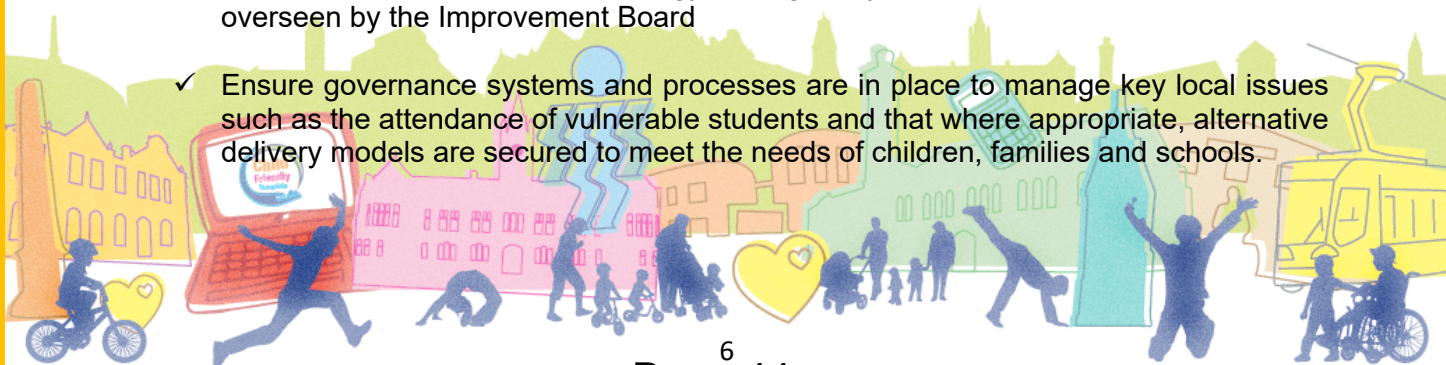 overseen by the Improvement Board
✓ Ensure governance systems and processes are in place to manage key local issues
such as the attendance of vulnerable students and that where appropriate, alternative
delivery models are secured to meet the needs of children, families and schools.
Friendly
6